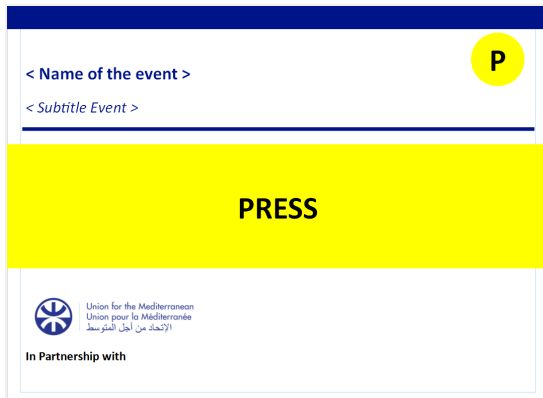 P
< Name of the event >
< Subtitle Event >
PRESS
Union for the Mediterranean
Union pour la Méditerranée
الإتحاد من أجل المتوسط
In Partnership with